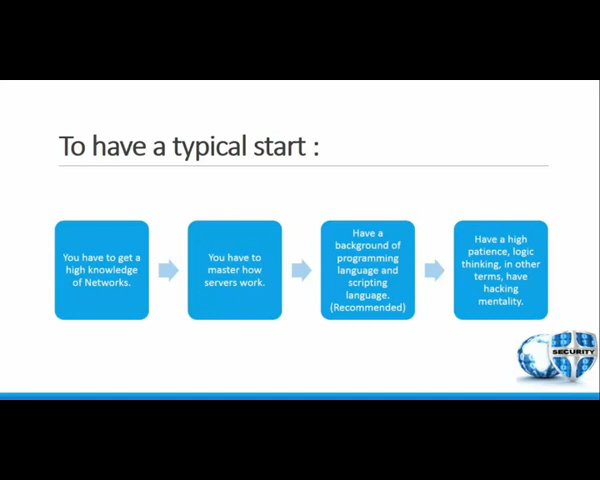 To have a typical start :
You have to get a
high knowledge
of Networks.
You have to
master how
servers work.
Have a
background of
programming
language and
scripting
language.
(Recommended)
Have a high
patience, logic
thinking, in other
terms, have
hacking
mentality.
SECURITY